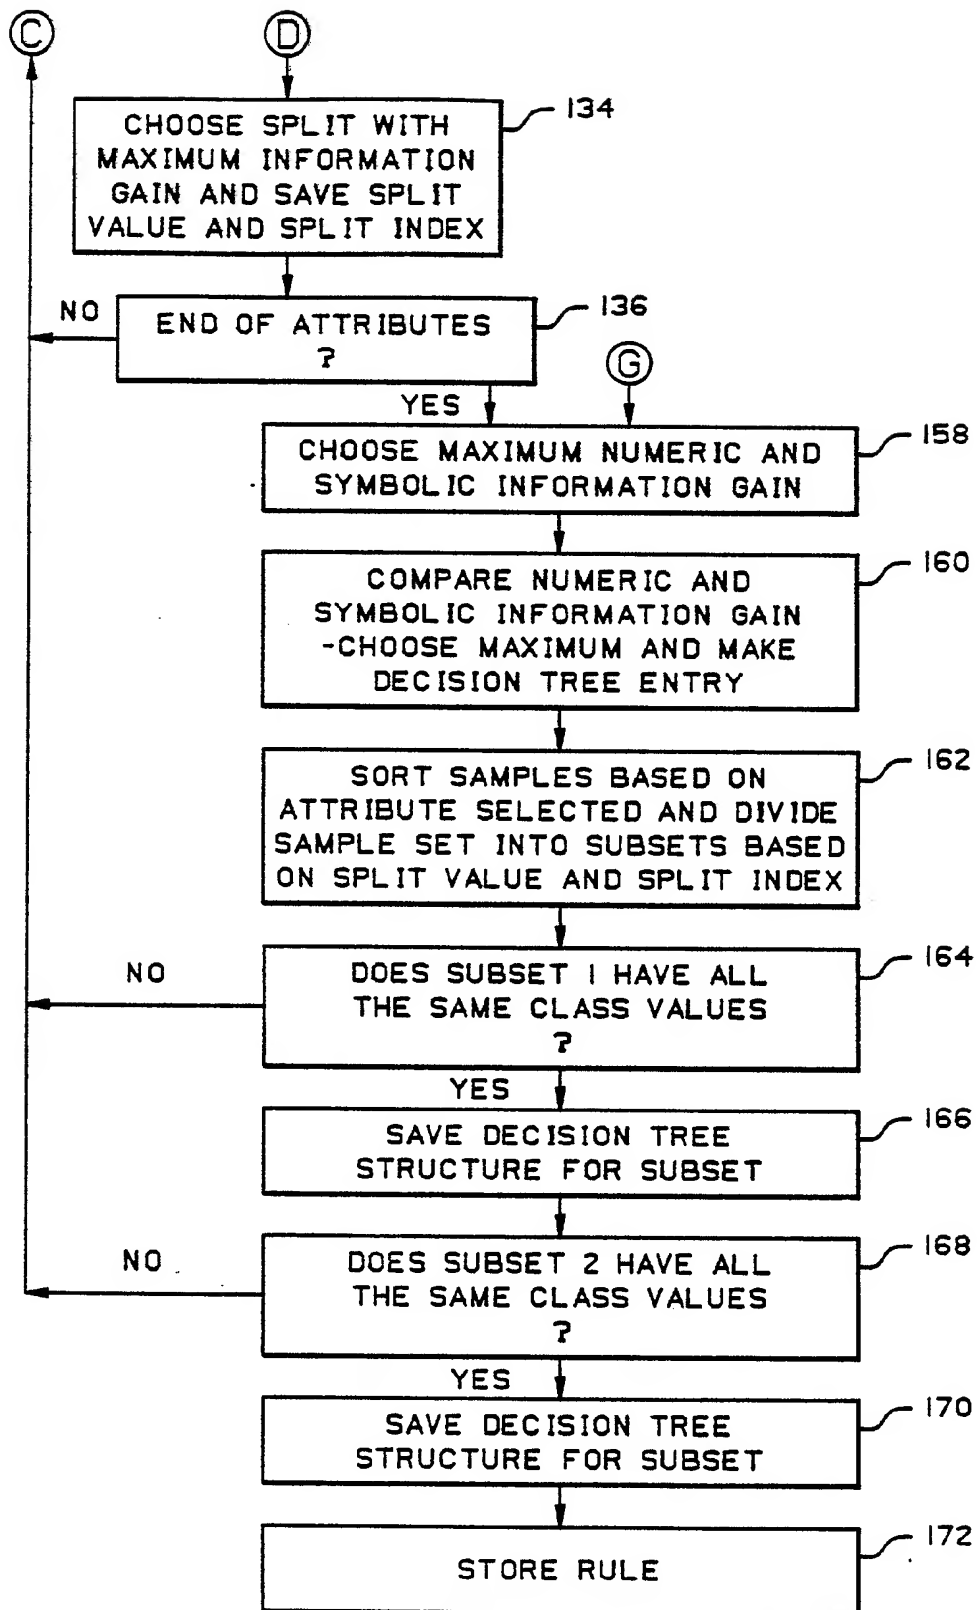 C
D
134
CHOOSE SPLIT WITH
MAXIMUM INFORMATION
GAIN AND SAVE SPLIT
VALUE AND SPLIT INDEX
NO
136
END OF ATTRIBUTES
?
G
YES
158
CHOOSE MAXIMUM NUMERIC AND
SYMBOLIC INFORMATION GAIN
160
COMPARE NUMERIC AND
SYMBOLIC INFORMATION GAIN
-CHOOSE MAXIMUM AND MAKE
DECISION TREE ENTRY
162
SORT SAMPLES BASED ON
ATTRIBUTE SELECTED AND DIVIDE
SAMPLE SET INTO SUBSETS BASED
ON SPLIT VALUE AND SPLIT INDEX
164
NO
DOES SUBSET 1 HAVE ALL
THE SAME CLASS VALUES
?
YES
166
SAVE DECISION TREE
STRUCTURE FOR SUBSET
168
NO
DOES SUBSET 2 HAVE ALL
THE SAME CLASS VALUES
?
YES
170
SAVE DECISION TREE
STRUCTURE FOR SUBSET
172
STORE RULE